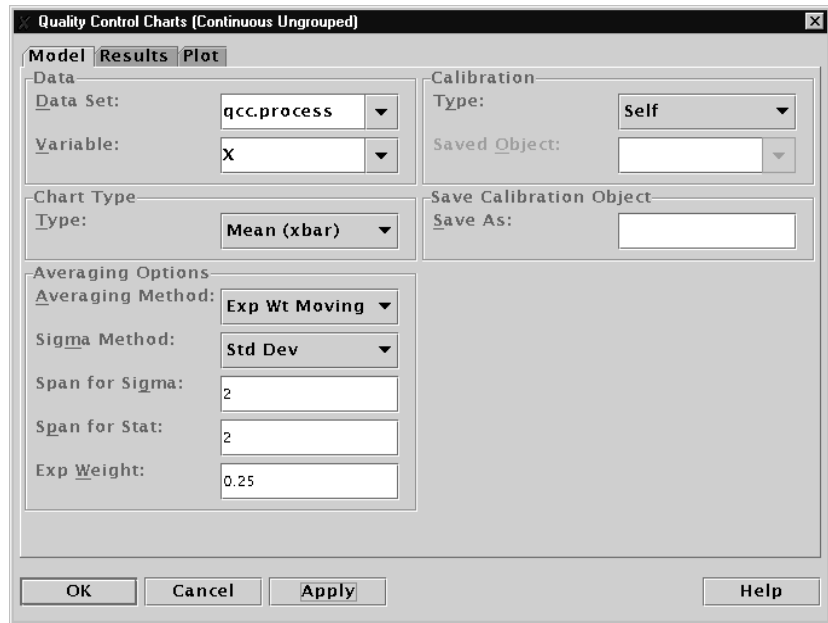 Quality Control Charts (Continuous Ungrouped)
Model Results Plot
Data
Data Set:
qcc.process
Variable:
X
Chart Type
Type:
Mean (xbar)
Averaging Options
Averaging Method:
Exp Wt Moving
Sigma Method:
Std Dev
Span for Sigma:
2
Span for Stat:
2
Exp Weight:
0.25
Calibration
Type:
Self
Saved Object:
Save Calibration Object
Save As:
OK Cancel Apply Help